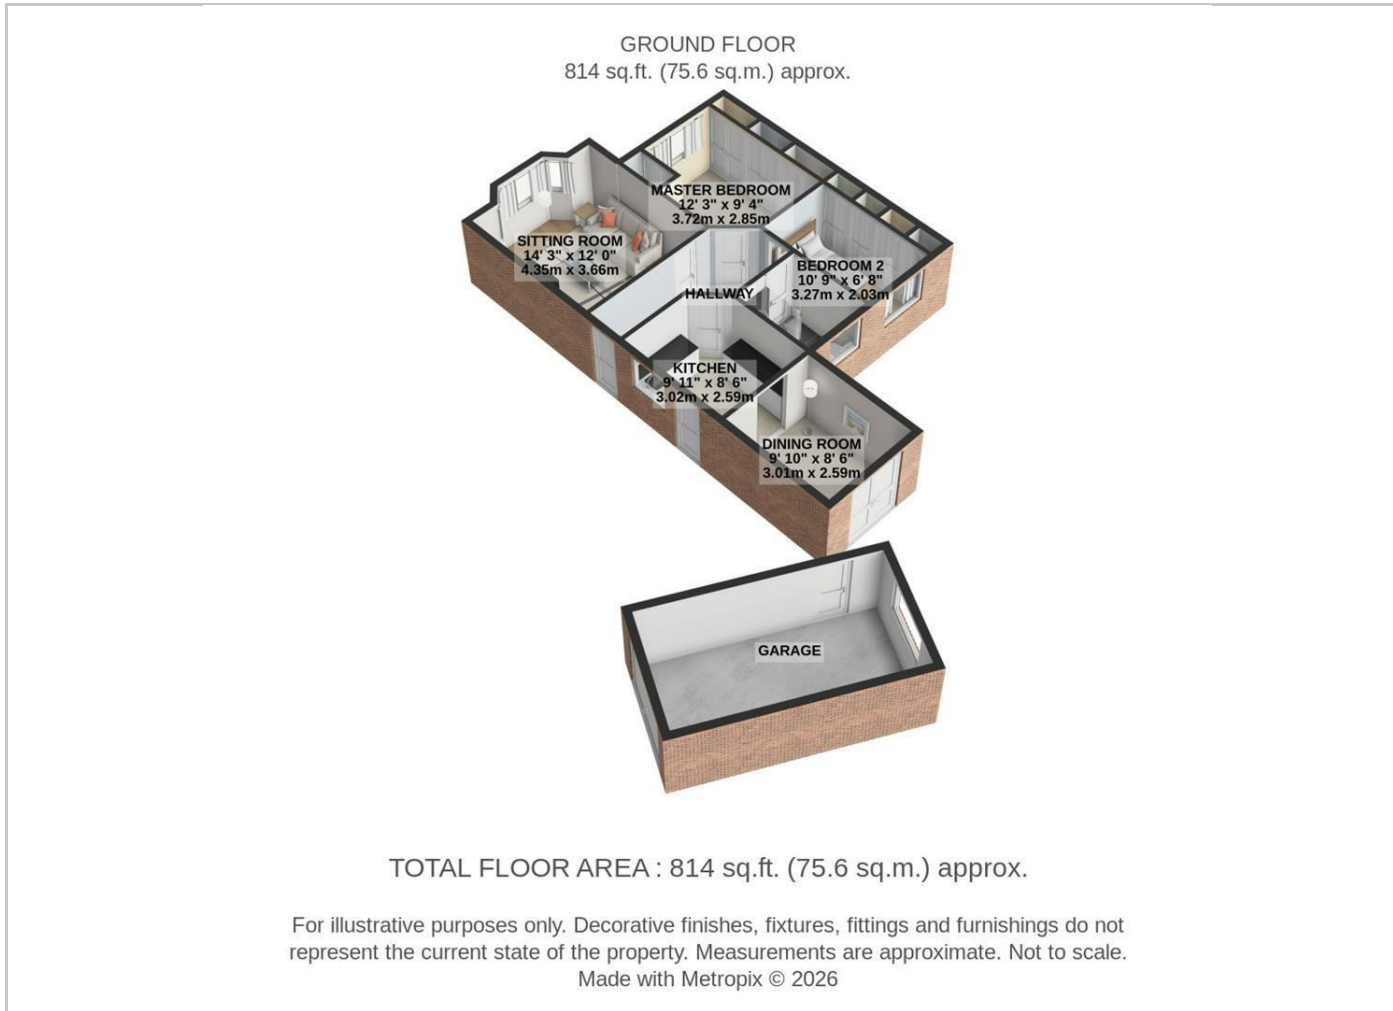 GROUND FLOOR
814 sq.ft. (75.6 sq.m.) approx.
MASTER BEDROOM
12' 3" x 9' 4"
3.72m x 2.85m
SITTING ROOM
14' 3" x 12' 0"
4.35m x 3.66m
BEDROOM 2
10' 9" x 6' 8"
3.27m x 2.03m
HALLWAY
KITCHEN
9' 11" x 8' 6"
3.02m x 2.59m
DINING ROOM
9' 10" x 8' 6"
3.01m x 2.59m
GARAGE
TOTAL FLOOR AREA : 814 sq.ft. (75.6 sq.m.) approx.
For illustrative purposes only. Decorative finishes, fixtures, fittings and furnishings do not
represent the current state of the property. Measurements are approximate. Not to scale.
Made with Metropix © 2026